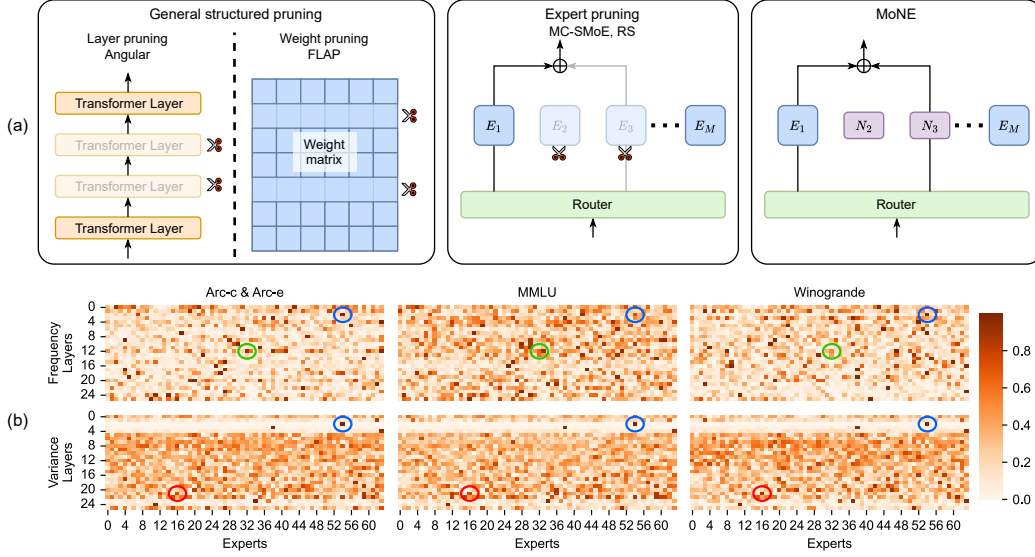 General structured pruning
Layer pruning
Angular
Weight pruning
FLAP
Transformer Layer
Transformer Layer
Transformer Layer
Transformer Layer
Weight
matrix
Expert pruning
MC-SMoE, RS
E1
E2
E3
EM
Router
MoNE
E1
N2
N3
EM
Router
(a)
Arc-c & Arc-e
MMLU
Winogrande
Frequency
Layers
0
4
8
12
16
20
24
Variance
Layers
0
4
8
12
16
20
24
(b)
0 4 8 12 16 20 24 28 32 36 40 44 48 52 56 60
0 4 8 12 16 20 24 28 32 36 40 44 48 52 56 60
0 4 8 12 16 20 24 28 32 36 40 44 48 52 56 60
Experts
Experts
Experts
0.8
0.6
0.4
0.2
0.0